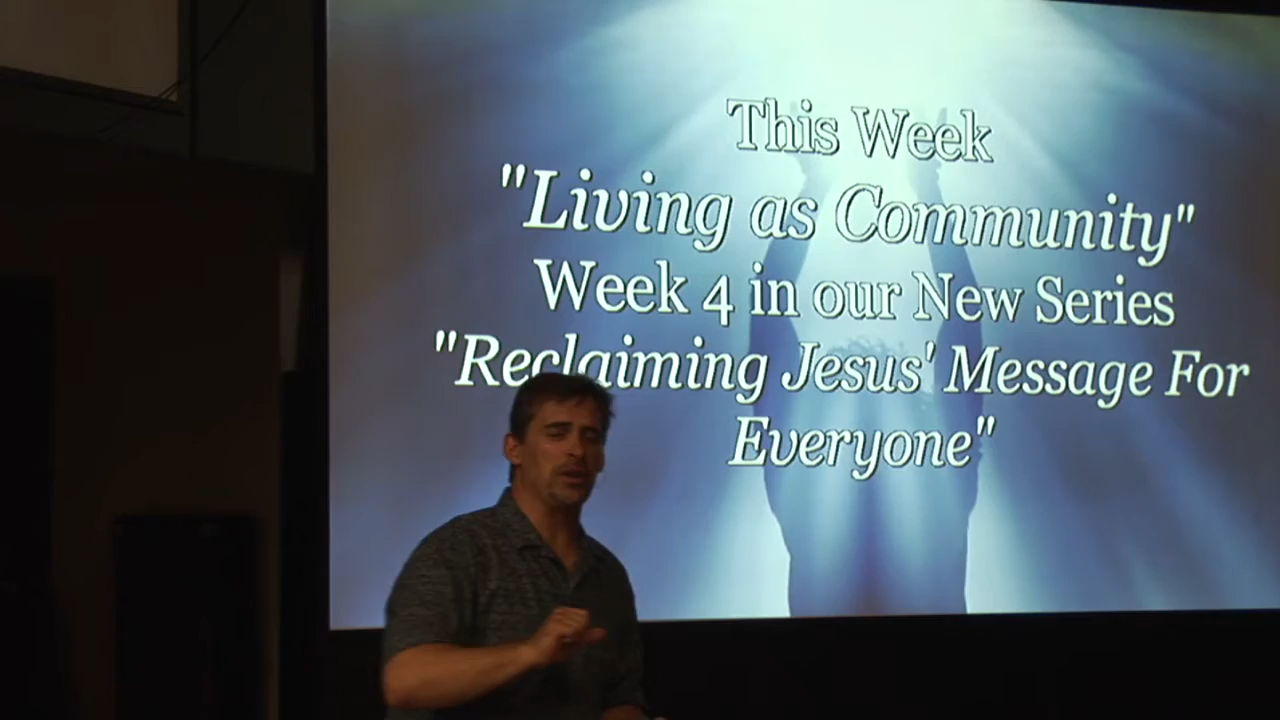 This Week
"Living as Community"
Week 4 in our New Series
"Reclaiming Jesus' Message For
Everyone"